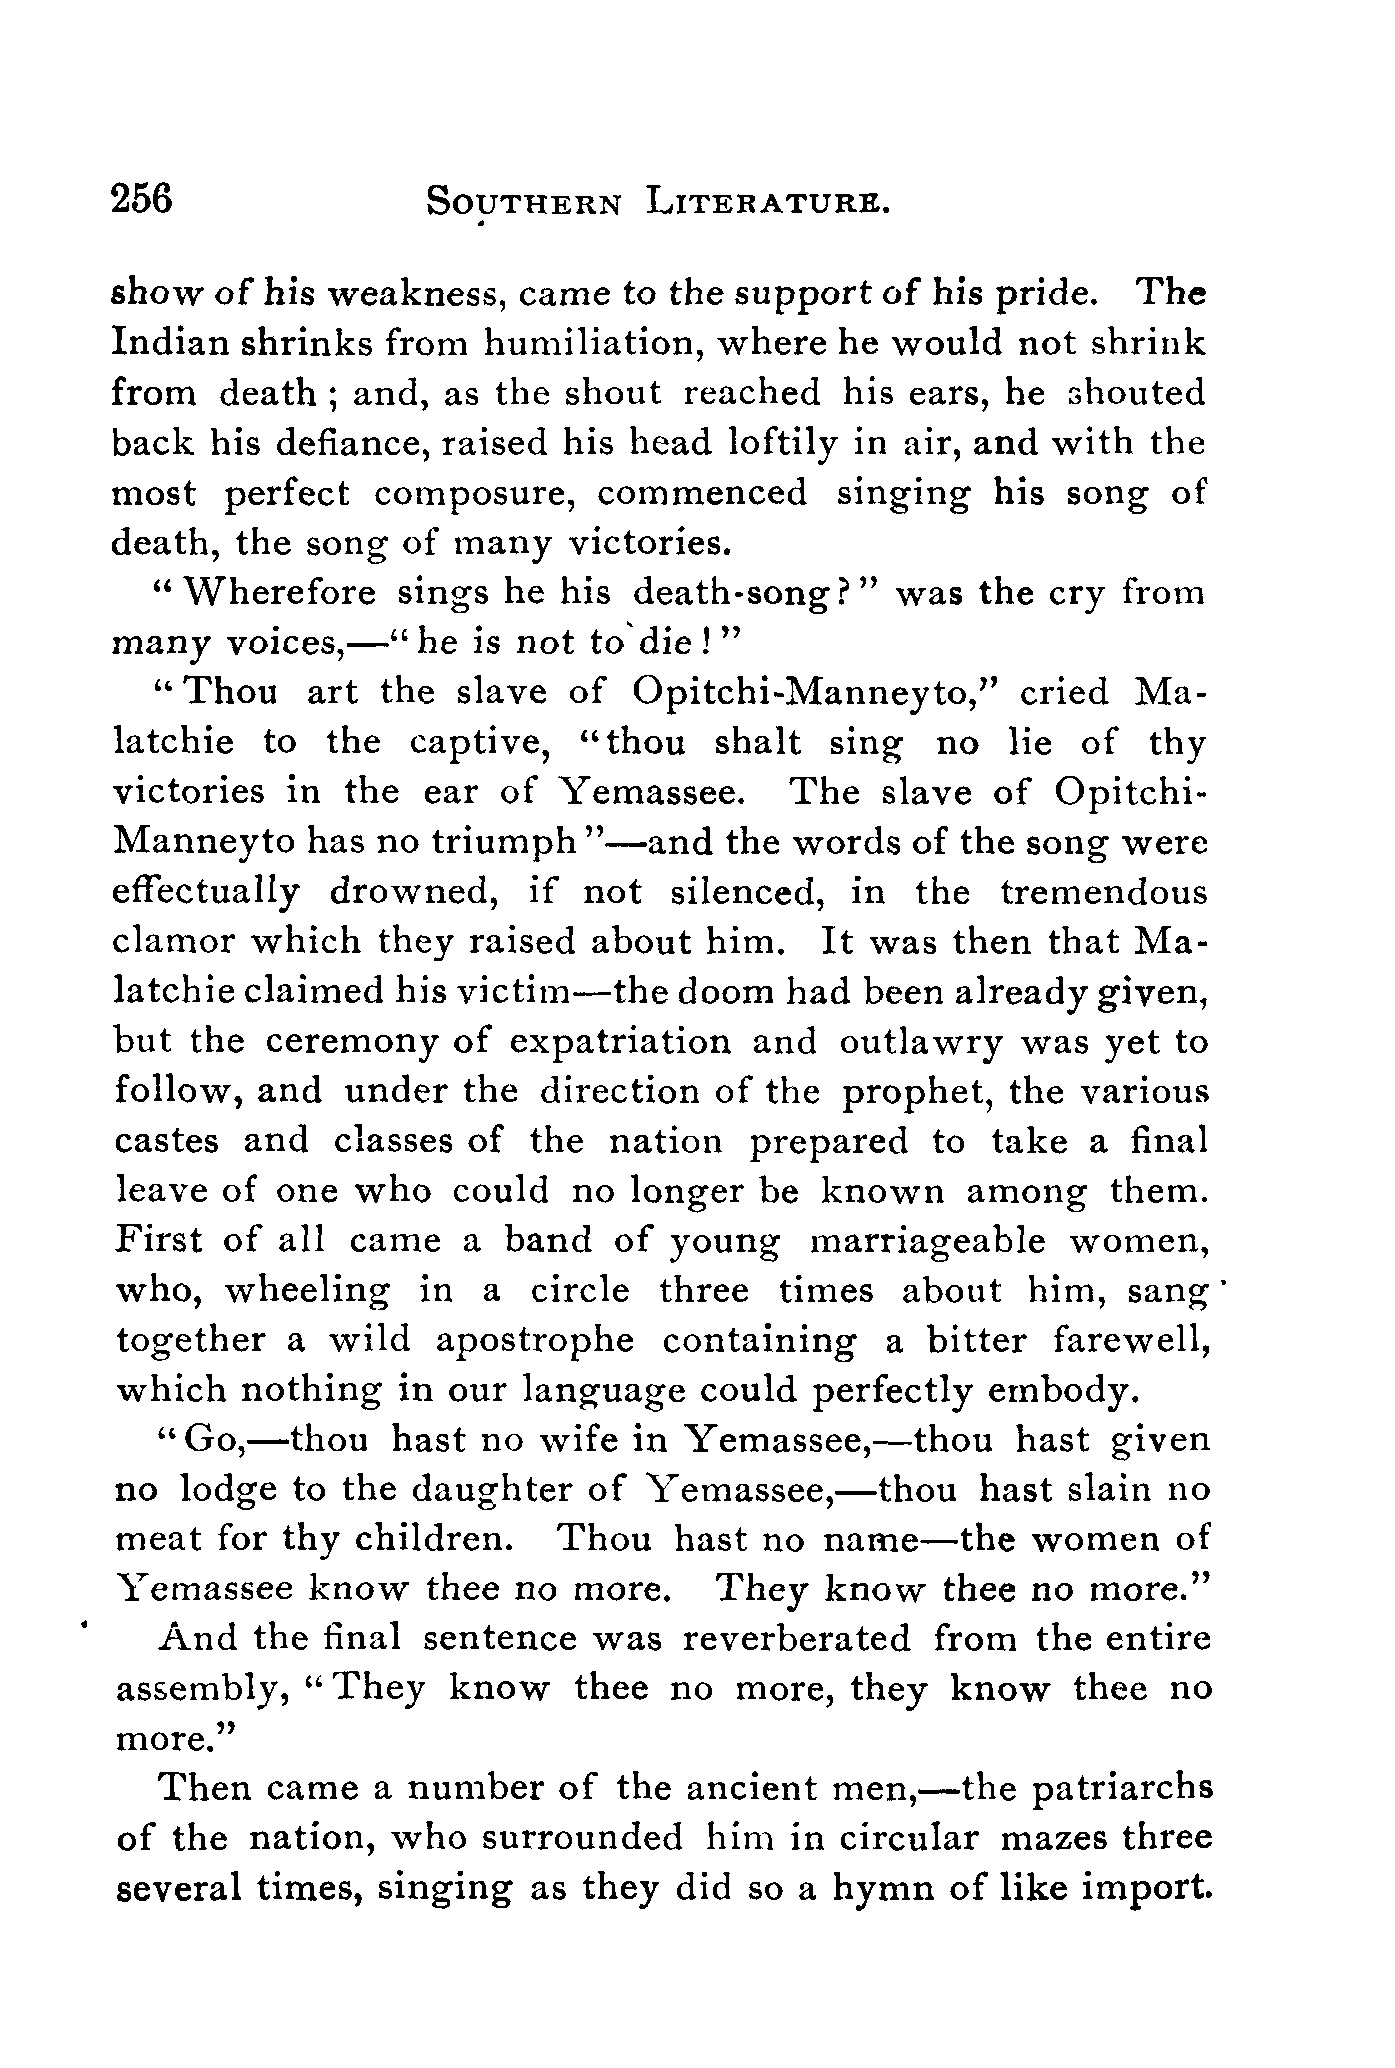 256 SOUTHERN LITERATURE.
show of his weakness, came to the support of his pride. The
Indian shrinks from humiliation, where he would not shrink
from death ; and, as the shout reached his ears, he shouted
back his defiance, raised his head loftily in air, and with the
most perfect composure, commenced singing his song of
death, the song of many victories.
“ Wherefore sings he his death-song? ” was the cry from
many voices,—“ he is not to die ! ”
“ Thou art the slave of Opitchi-Manneyto,” cried Ma-
latchie to the captive, “thou shalt sing no lie of thy
victories in the ear of Yemassee. The slave of Opitchi-
Manneyto has no triumph ”—and the words of the song were
effectually drowned, if not silenced, in the tremendous
clamor which they raised about him. It was then that Ma-
latchie claimed his victim—the doom had been already given,
but the ceremony of expatriation and outlawry was yet to
follow, and under the direction of the prophet, the various
castes and classes of the nation prepared to take a final
leave of one who could no longer be known among them.
First of all came a band of young marriageable women,
who, wheeling in a circle three times about him, sang
together a wild apostrophe containing a bitter farewell,
which nothing in our language could perfectly embody.
“ Go,—thou hast no wife in Yemassee,—thou hast given
no lodge to the daughter of Yemassee,—thou hast slain no
meat for thy children. Thou hast no name—the women of
Yemassee know thee no more. They know thee no more.”
And the final sentence was reverberated from the entire
assembly, “ They know thee no more, they know thee no
more.”
Then came a number of the ancient men,—the patriarchs
of the nation, who surrounded him in circular mazes three
several times, singing as they did so a hymn of like import.